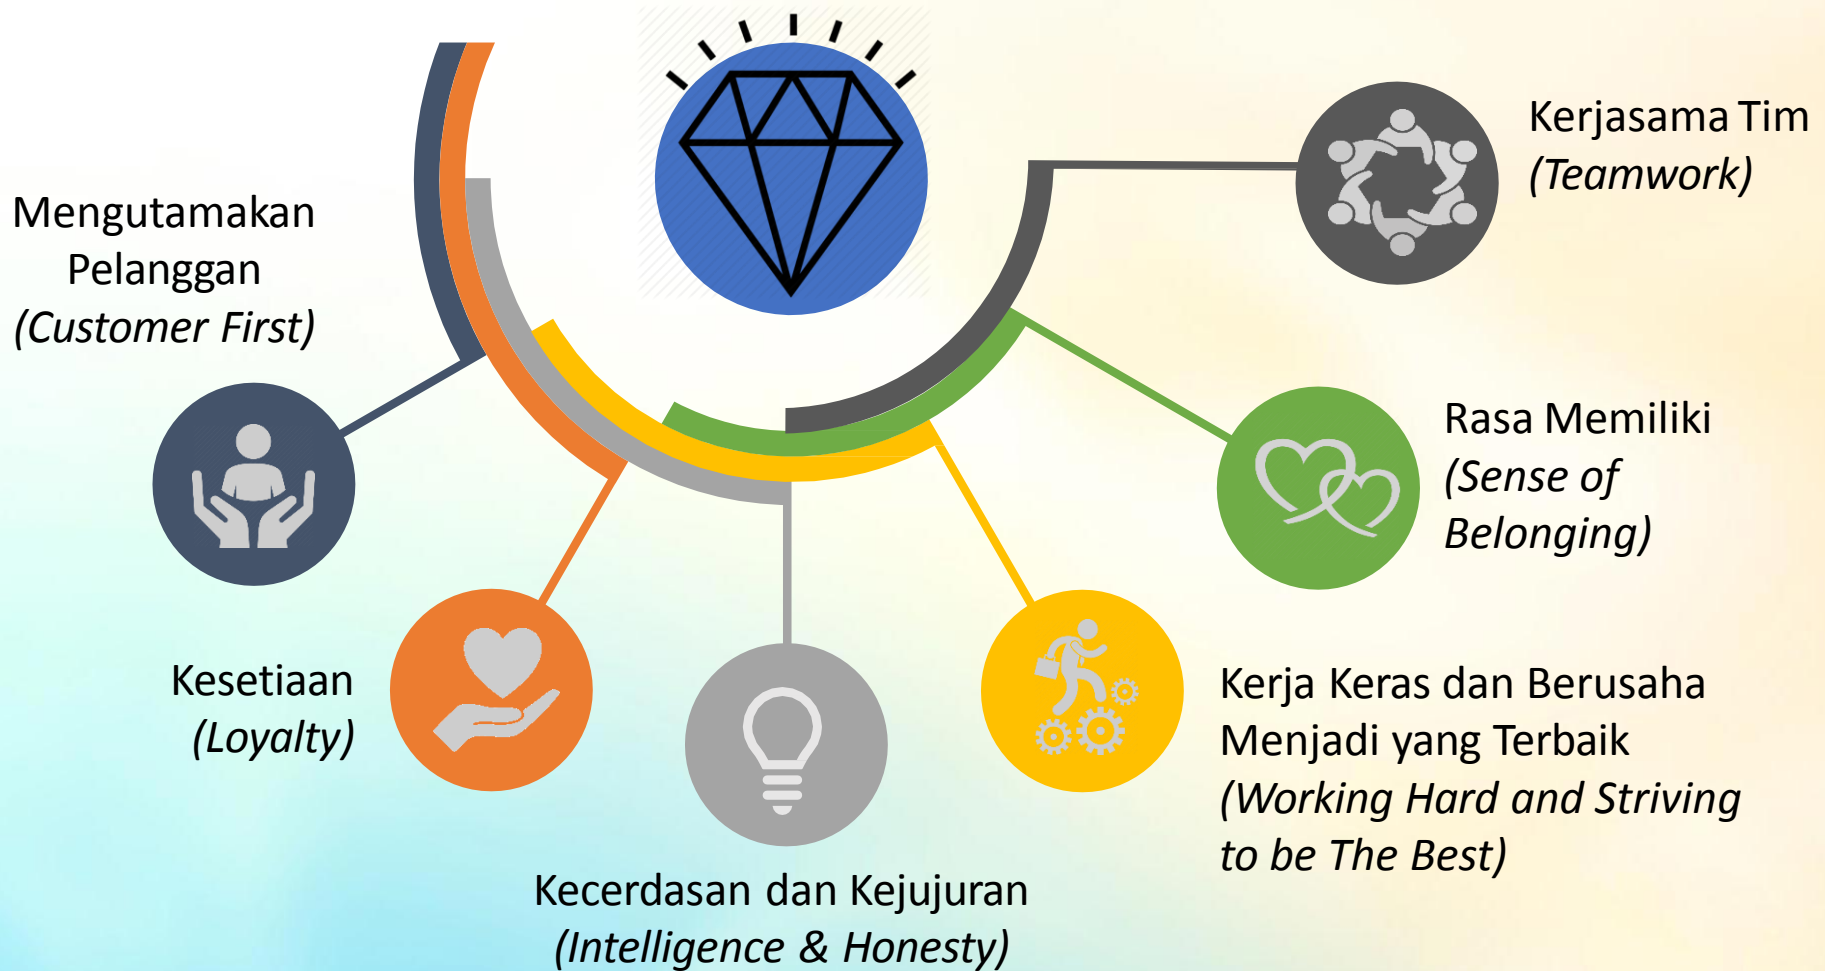 Mengutamakan
Pelanggan
(Customer First)
Kesetiaan
(Loyalty)
Kecerdasan dan Kejujuran
(Intelligence & Honesty)
Kerja Keras dan Berusaha
Menjadi yang Terbaik
(Working Hard and Striving
to be The Best)
Rasa Memiliki
(Sense of
Belonging)
Kerjasama Tim
(Teamwork)